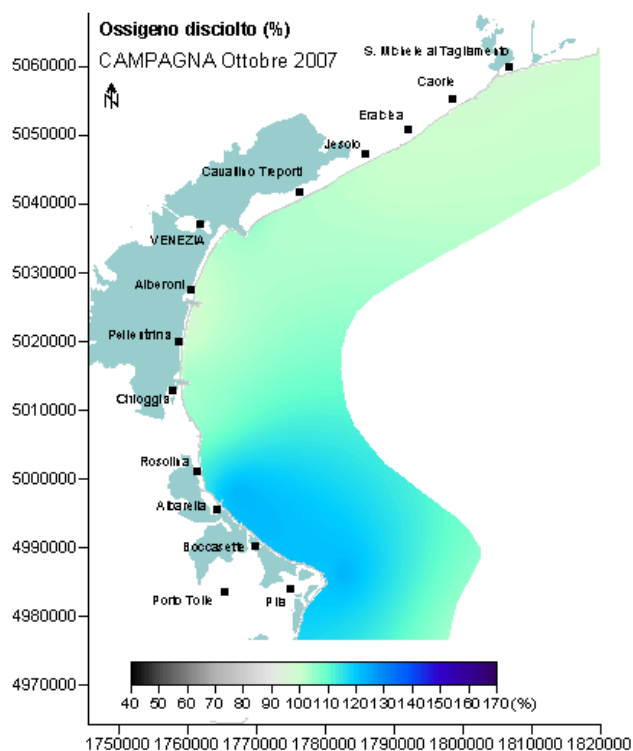 Ossigeno disciolto (%)
CAMPAGNA Ottobre 2007
N
S. Michele al Tagliamento
Caorle
Eraclea
Jesolo
Cavallino Treporti
VENEZIA
Alberoni
Pellestrina
Chioggia
Rosolina
Albarella
Boccasette
Porto Tolle
Pila
5060000
5050000
5040000
5030000
5020000
5010000
5000000
4990000
4980000
4970000
40 50 60 70 80 90 100 110 120 130 140 150 160 170 (%)
1750000 1760000 1770000 1780000 1790000 1800000 1810000 1820000